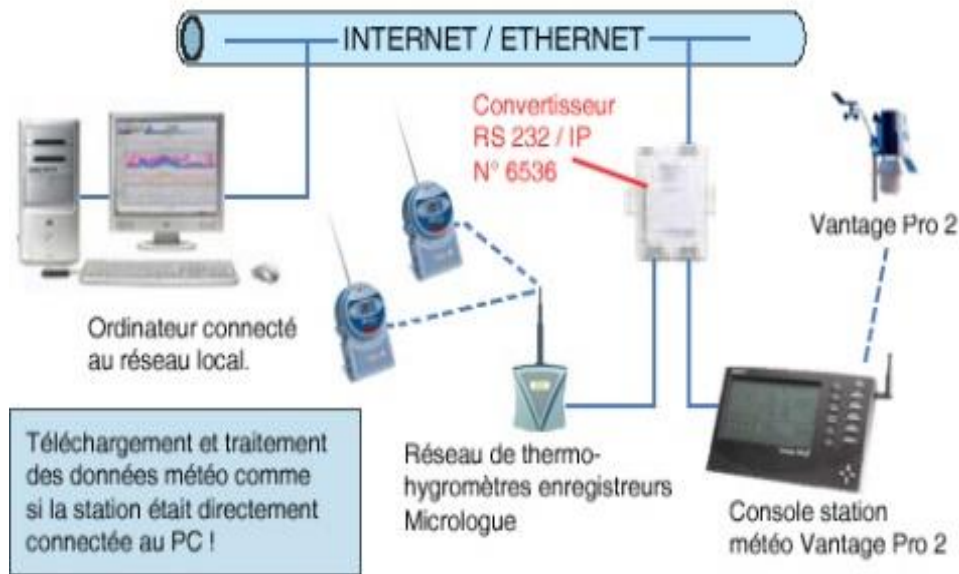 INTERNET / ETHERNET
Convertisseur
RS 232 / IP
N° 6536
Vantage Pro 2
Ordinateur connecté
au réseau local.
Téléchargement et traitement
des données météo comme
si la station était directement
connectée au PC !
Réseau de thermo-
hygromètres enregistreurs
Micrologue
Console station
météo Vantage Pro 2